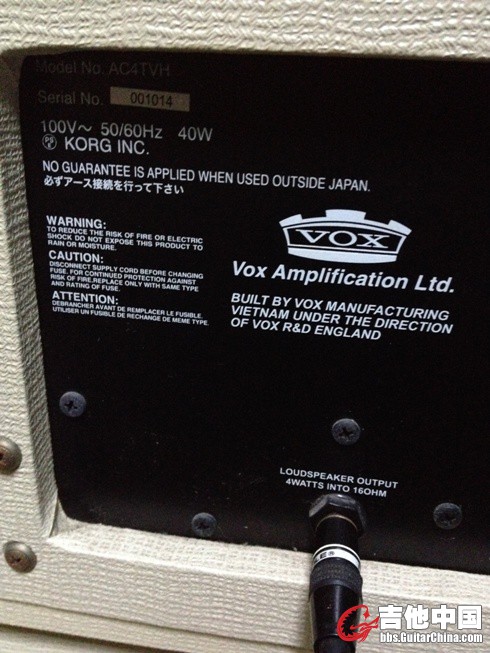 Model No. AC4TVH
Serial No. 001014
100V～ 50/60Hz 40W
PS E KORG INC.
NO GUARANTEE IS APPLIED WHEN USED OUTSIDE JAPAN.
必ずアース接続を行って下さい
WARNING:
TO REDUCE THE RISK OF FIRE OR ELECTRIC
SHOCK DO NOT EXPOSE THIS PRODUCT TO
RAIN OR MOISTURE.
CAUTION:
DISCONNECT SUPPLY CORD BEFORE CHANGING
FUSE. FOR CONTINUED PROTECTION AGAINST
RISK OF FIRE,REPLACE ONLY WITH SAME TYPE
AND RATING OF FUSE.
ATTENTION:
DEBRANCHER AVANT DE REMPLACER LE FUSIBLE.
UTILISER UN FUSIBLE DE RECHANGE DE MEME TYPE.
VOX
Vox Amplification Ltd.
BUILT BY VOX MANUFACTURING
VIETNAM UNDER THE DIRECTION
OF VOX R&D ENGLAND
LOUDSPEAKER OUTPUT
4WATTS INTO 16OHM
吉他中国
bbs.GuitarChina.com